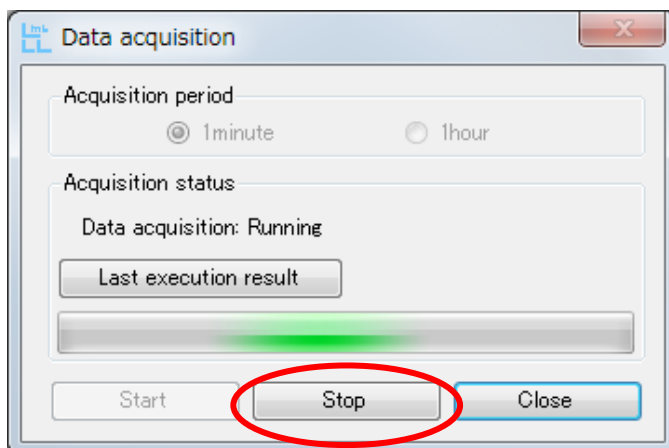 Data acquisition
Acquisition period
1minute 1hour
Acquisition status
Data acquisition: Running
Last execution result
Start Stop Close